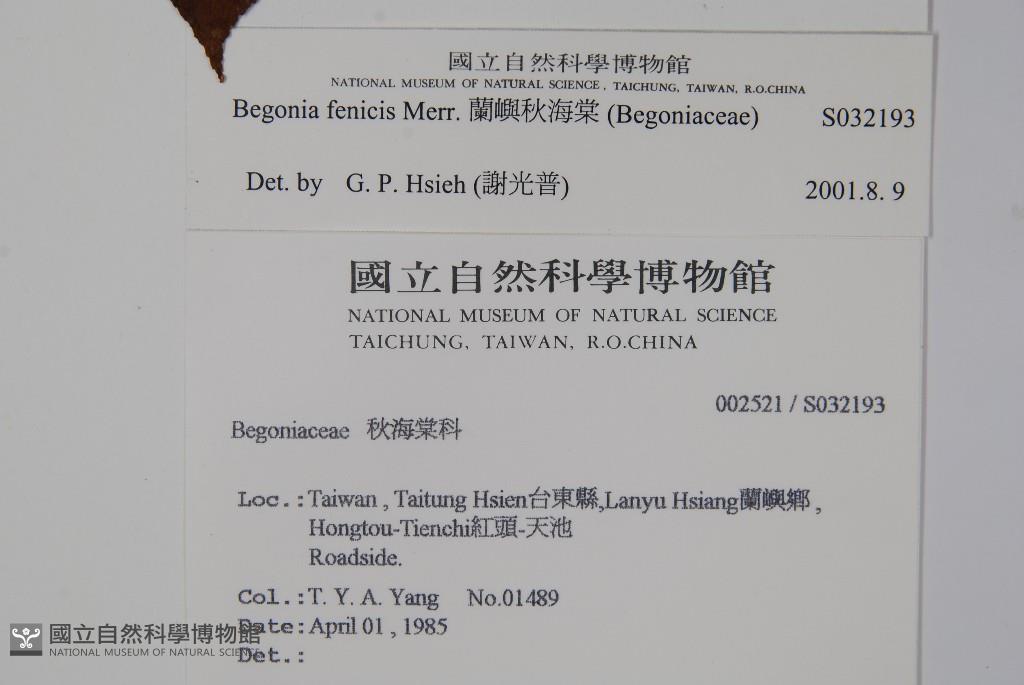 國立自然科學博物館
NATIONAL MUSEUM OF NATURAL SCIENCE, TAICHUNG, TAIWAN, R.O.CHINA
Begonia fenicis Merr. 蘭嶼秋海棠 (Begoniaceae) S032193
Det. by G. P. Hsieh (謝光普) 2001.8. 9
國立自然科學博物館
NATIONAL MUSEUM OF NATURAL SCIENCE
TAICHUNG, TAIWAN, R.O.CHINA
002521 / S032193
Begoniaceae 秋海棠科
Loc.:Taiwan , Taitung Hsien台東縣,Lanyu Hsiang蘭嶼鄉 ,
Hongtou-Tienchi紅頭-天池
Roadside.
Col.:T. Y. A. Yang No.01489
Date:April 01 , 1985
Det.:
國立自然科學博物館
NATIONAL MUSEUM OF NATURAL SCIENCE